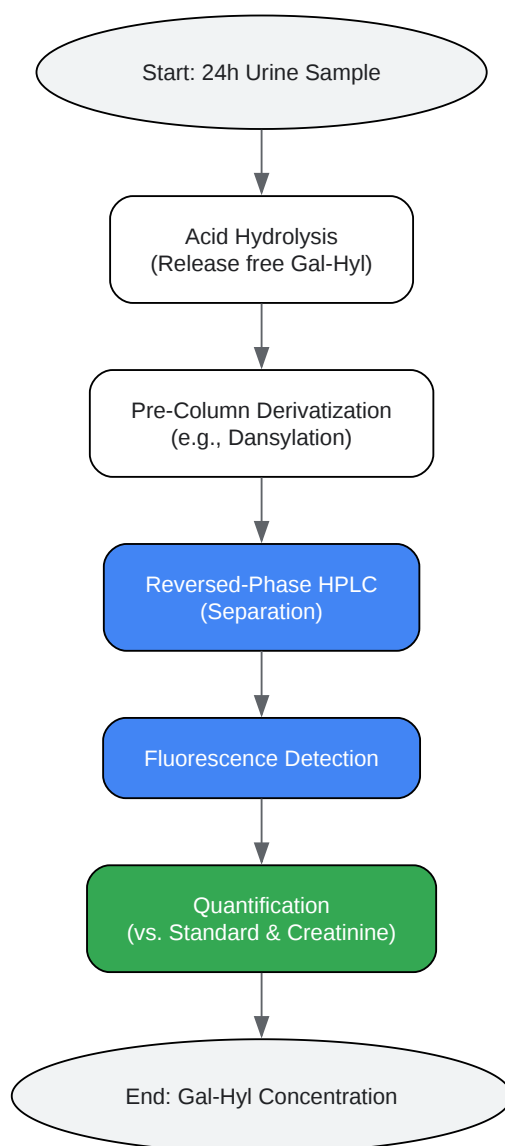 Start: 24h Urine Sample
Acid Hydrolysis
(Release free Gal-Hyl)
Pre-Column Derivatization
(e.g., Dansylation)
Reversed-Phase HPLC
(Separation)
Fluorescence Detection
Quantification
(vs. Standard & Creatinine)
End: Gal-Hyl Concentration